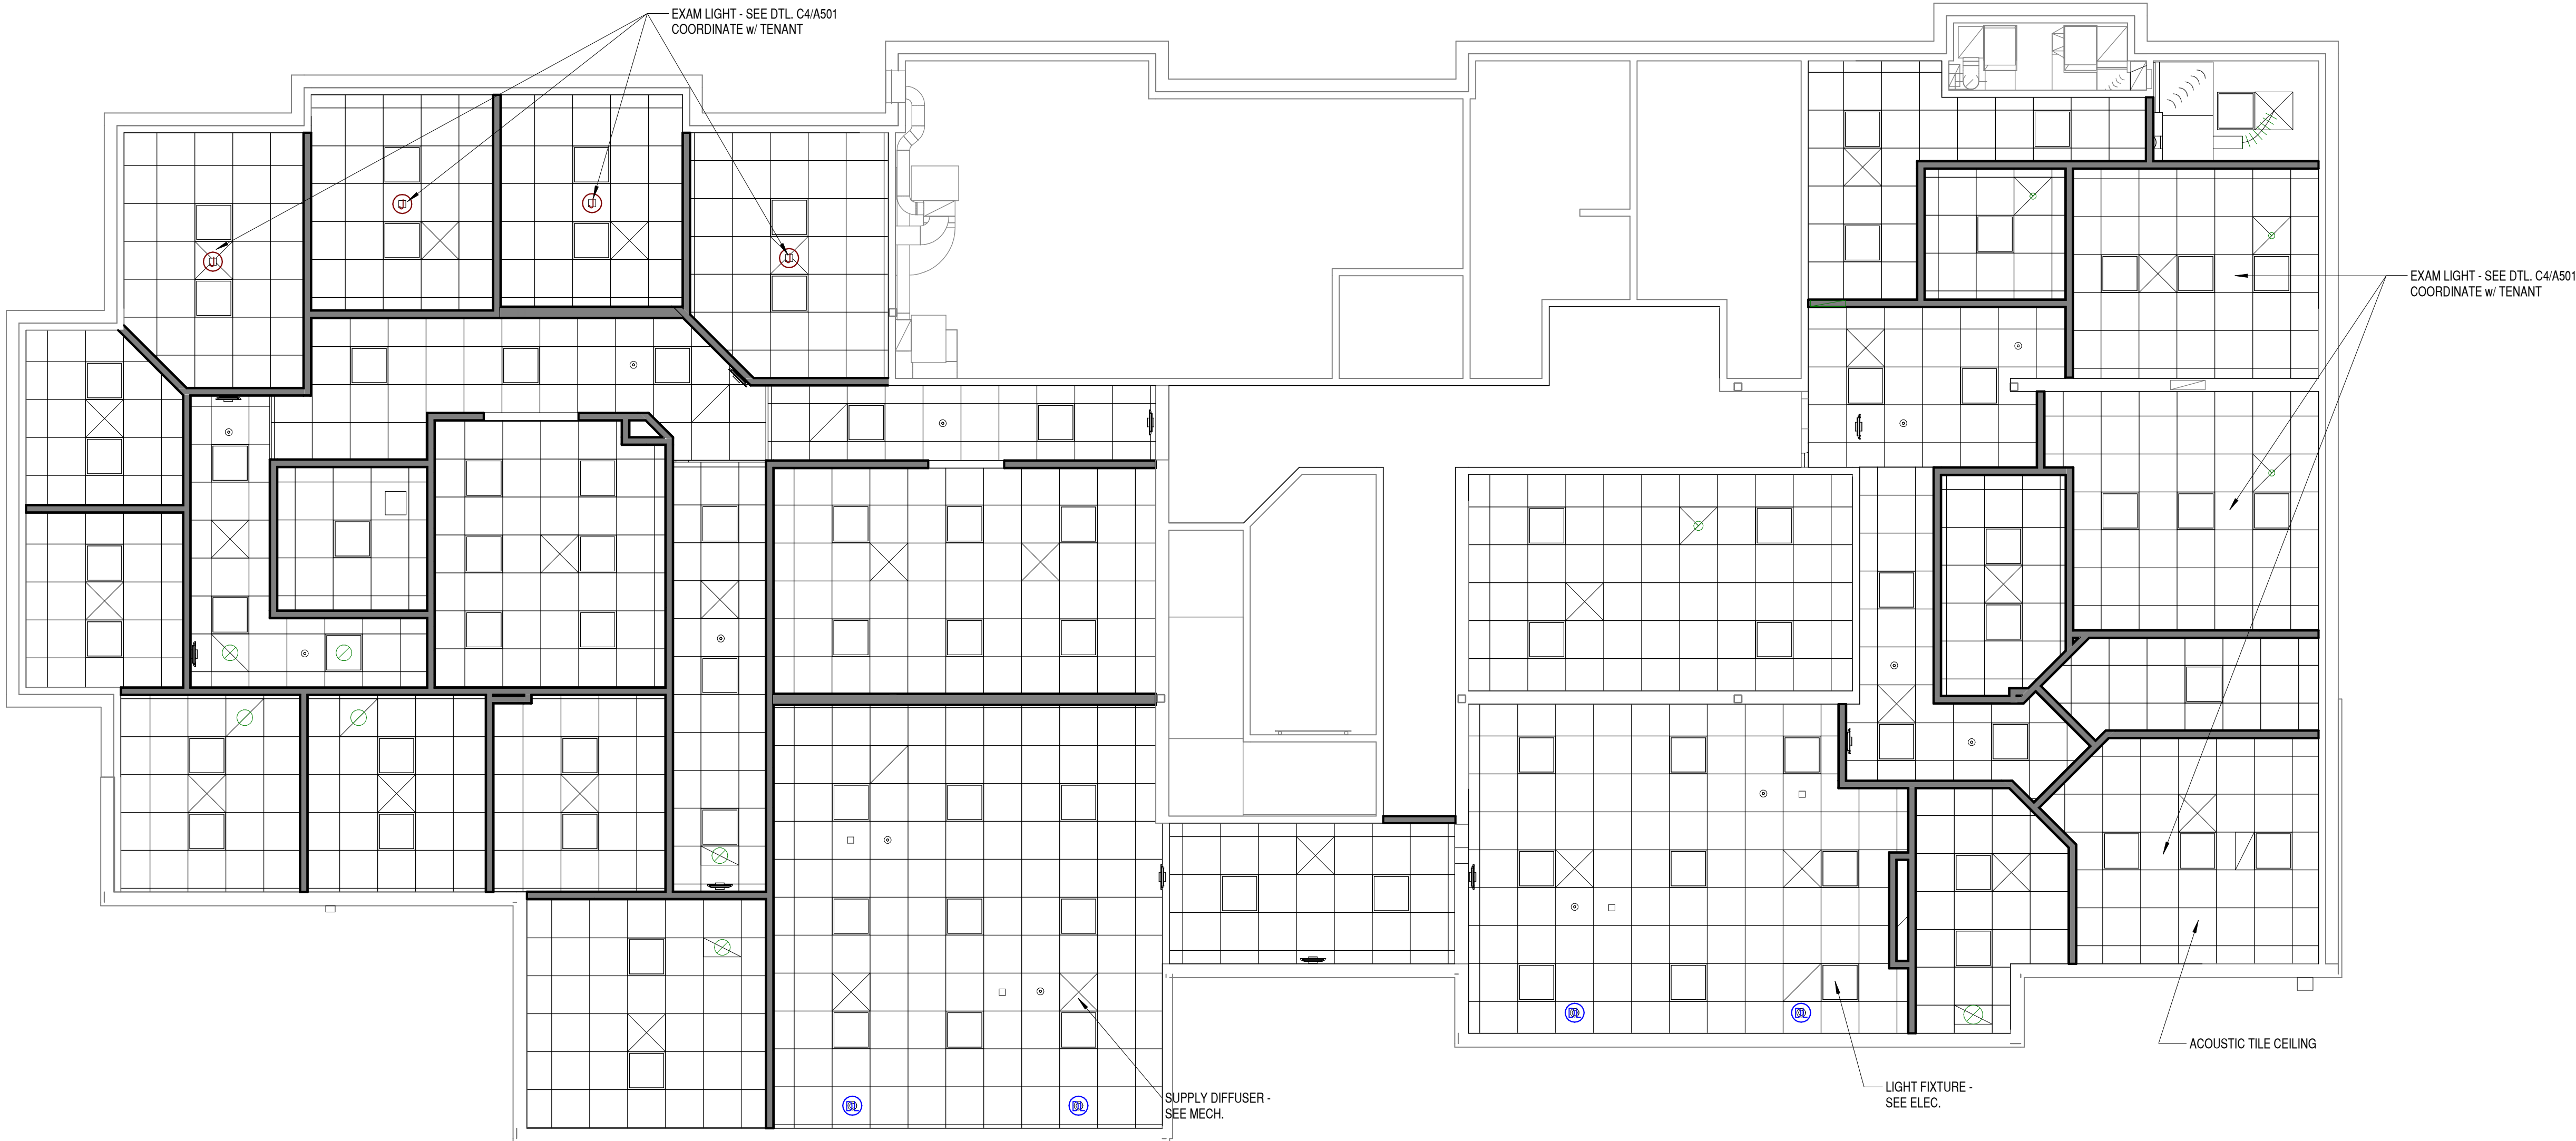 EXAM LIGHT - SEE DTL. C4/A501
COORDINATE w/ TENANT
EXAM LIGHT - SEE DTL. C4/A501
COORDINATE w/ TENANT
ACOUSTIC TILE CEILING
LIGHT FIXTURE -
SEE ELEC.
SUPPLY DIFFUSER -
SEE MECH.